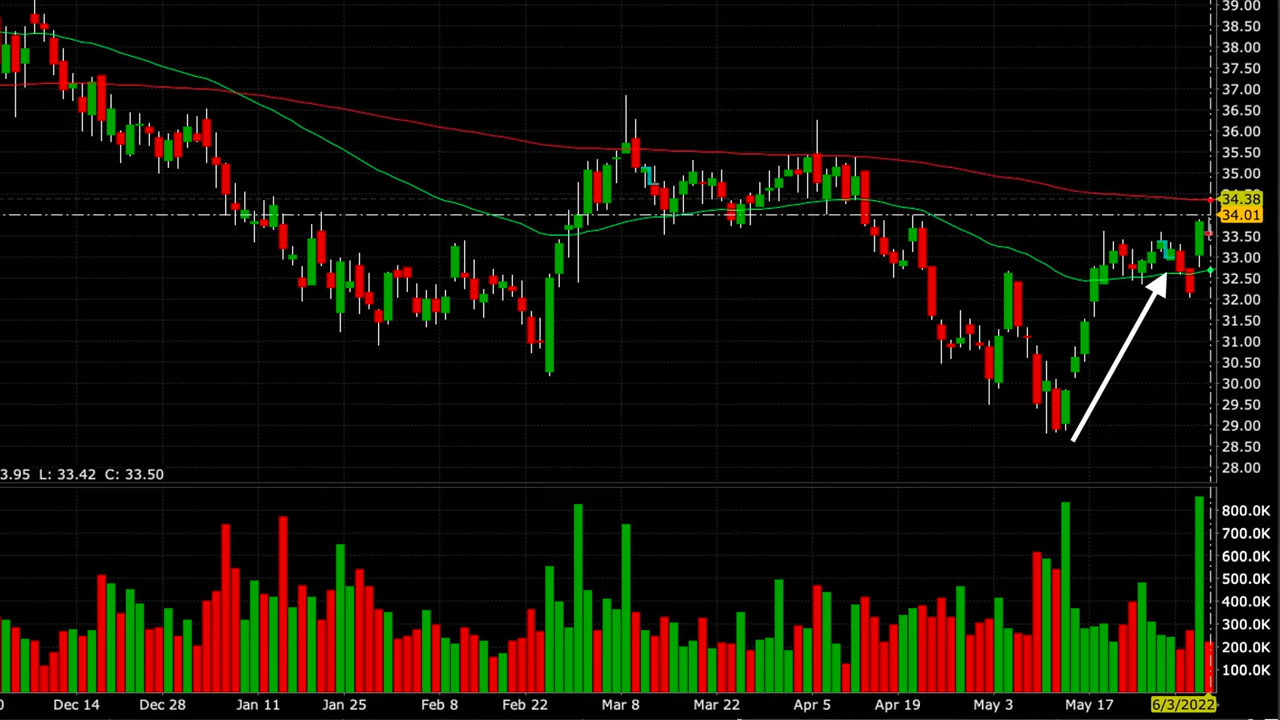 39.00
38.50
38.00
37.50
37.00
36.50
36.00
35.50
35.00
34.38
34.01
33.50
33.00
32.50
32.00
31.50
31.00
30.50
30.00
29.50
29.00
28.50
28.00
3.95 L: 33.42 C: 33.50
800.0K
700.0K
600.0K
500.0K
400.0K
300.0K
200.0K
100.0K
0 Dec 14 Dec 28 Jan 11 Jan 25 Feb 8 Feb 22 Mar 8 Mar 22 Apr 5 Apr 19 May 3 May 17 6/3/2022